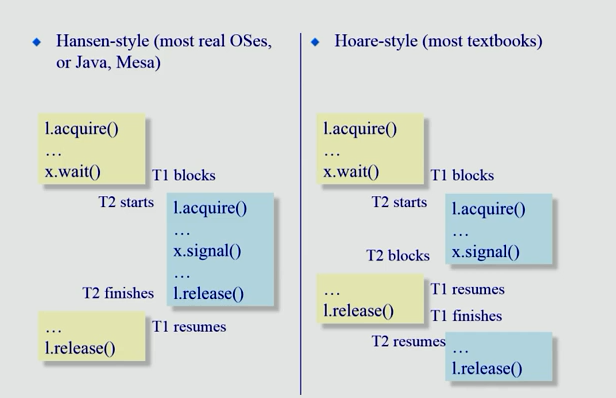 Hansen-style (most real OSes,
or Java, Mesa)
l.acquire()
…
x.wait()
T1 blocks
T2 starts
l.acquire()
…
x.signal()
…
l.release()
T2 finishes
T1 resumes
…
l.release()
Hoare-style (most textbooks)
l.acquire()
…
x.wait()
T1 blocks
T2 starts
l.acquire()
…
x.signal()
T2 blocks
…
l.release()
T1 resumes
T1 finishes
T2 resumes
…
l.release()